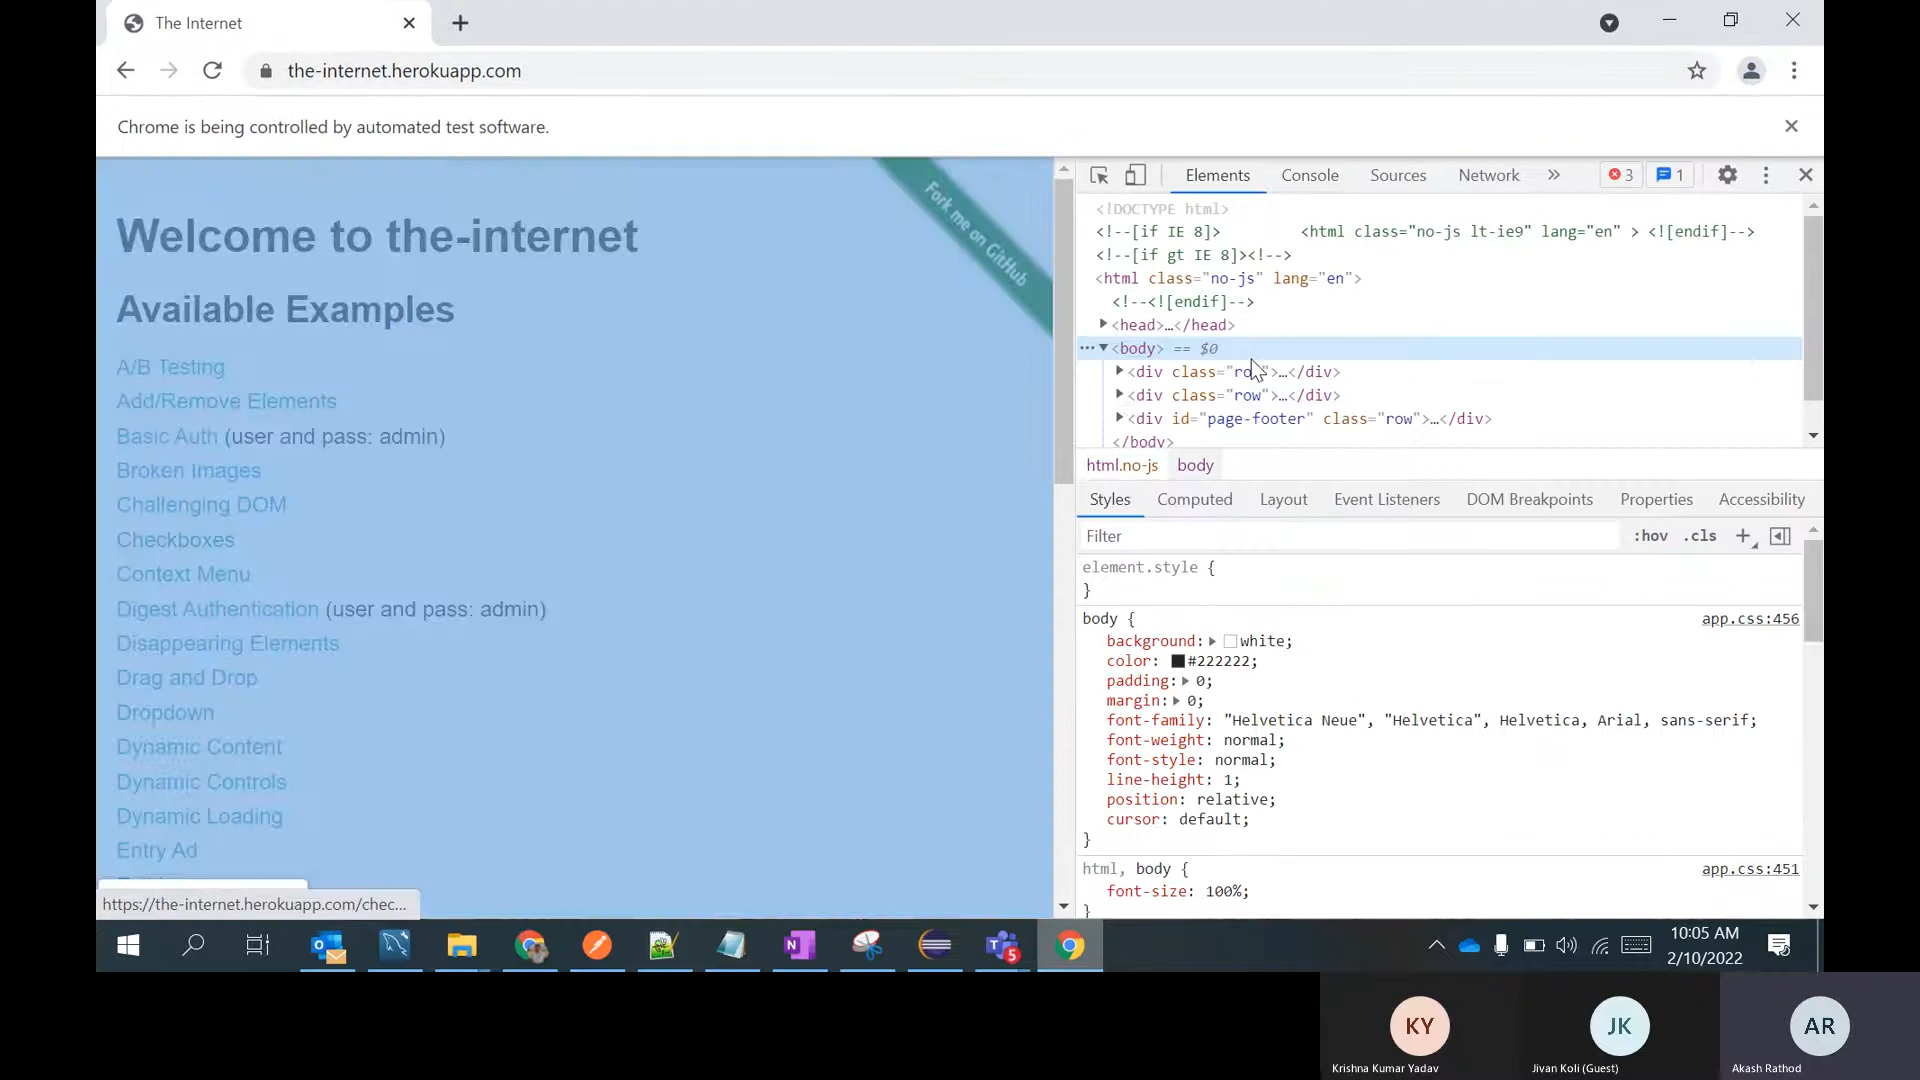 The Internet
the-internet.herokuapp.com
Chrome is being controlled by automated test software.
Fork me on GitHub
Welcome to the-internet
Available Examples
A/B Testing
Add/Remove Elements
Basic Auth (user and pass: admin)
Broken Images
Challenging DOM
Checkboxes
Context Menu
Digest Authentication (user and pass: admin)
Disappearing Elements
Drag and Drop
Dropdown
Dynamic Content
Dynamic Controls
Dynamic Loading
Entry Ad
https://the-internet.herokuapp.com/chec...
Elements Console Sources Network 3 1
<!DOCTYPE html>
<!--[if IE 8]> <html class="no-js lt-ie9" lang="en" > <![endif]-->
<!--[if gt IE 8]><!-->
<html class="no-js" lang="en">
<!--<![endif]-->
<head>…</head>
<body> == $0
<div class="row">…</div>
<div class="row">…</div>
<div id="page-footer" class="row">…</div>
</body>
html.no-js body
Styles Computed Layout Event Listeners DOM Breakpoints Properties Accessibility
Filter :hov .cls
element.style {
}
body { app.css:456
background: white;
color: #222222;
padding: 0;
margin: 0;
font-family: "Helvetica Neue", "Helvetica", Helvetica, Arial, sans-serif;
font-weight: normal;
font-style: normal;
line-height: 1;
position: relative;
cursor: default;
}
html, body { app.css:451
font-size: 100%;
}
5
10:05 AM
2/10/2022
KY JK AR
Krishna Kumar Yadav Jivan Koli (Guest) Akash Rathod